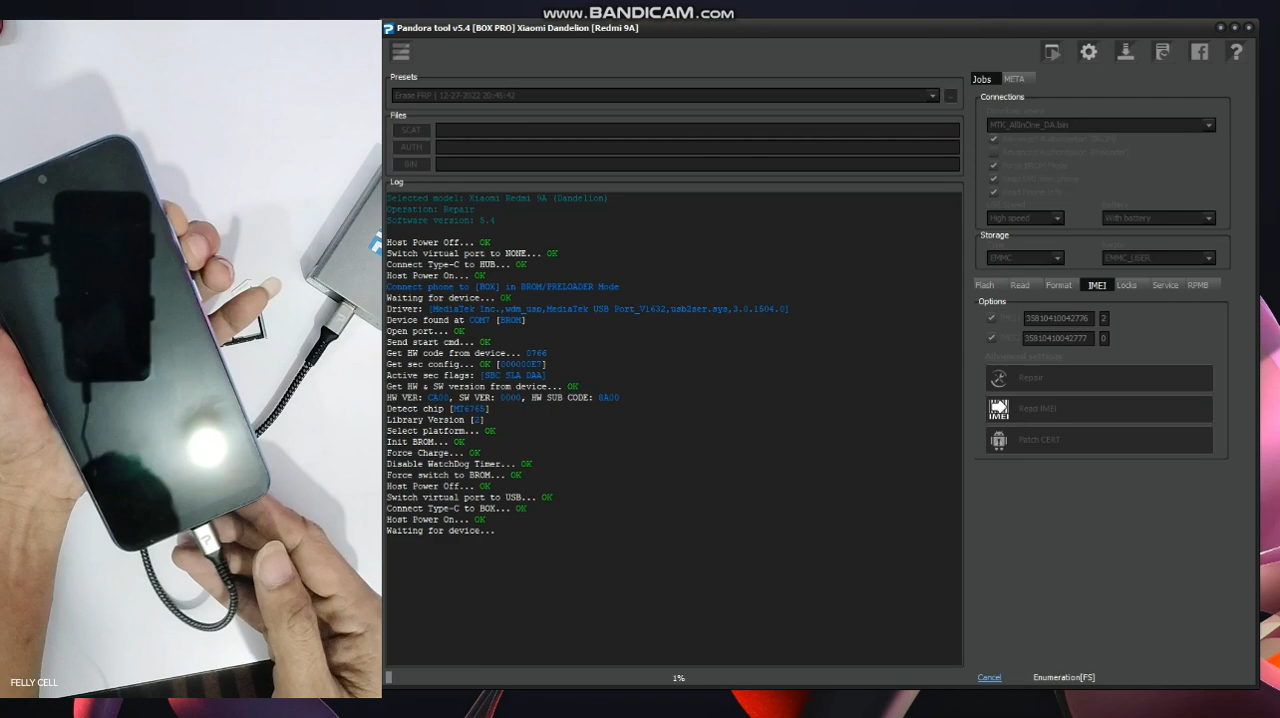 www.BANDICAM.com
Pandora tool v5.4 [BOX PRO] Xiaomi Dandelion [Redmi 9A]
Presets
Erase FRP | 12-27-2022 20:45:42
Files
SCAT
AUTH
BIN
Log
Selected model: Xiaomi Redmi 9A (Dandelion)
Operation: Repair
Software version: 5.4
Host Power Off... OK
Switch virtual port to NONE... OK
Connect Type-C to HUB... OK
Host Power On... OK
Connect phone to [BOX] in BROM/PRELOADER Mode
Waiting for device... OK
Driver: [MediaTek Inc.,wdm_usb,MediaTek USB Port_V1632,usb2ser.sys,3.0.1504.0]
Device found at COM7 [BROM]
Open port... OK
Send start cmd... OK
Get HW code from device... 0766
Get sec config... OK [000000E7]
Active sec flags: [SBC SLA DAA]
Get HW & SW version from device... OK
HW VER: CA00, SW VER: 0000, HW SUB CODE: 8A00
Detect chip [MT6765]
Library Version [2]
Select platform... OK
Init BROM... OK
Force Charge... OK
Disable WatchDog Timer... OK
Force switch to BROM... OK
Host Power Off... OK
Switch virtual port to USB... OK
Connect Type-C to BOX... OK
Host Power On... OK
Waiting for device...
1%
Jobs META
Connections
MTK_AllInOne_DA.bin
High speed With battery
Storage
EMMC EMMC_USER
Flash Read Format IMEI Locks Service RPMB
Options
35810410042776 2
35810410042777 0
Advanced settings
Repair
IMEI Read IMEI
Patch CERT
Cancel Enumeration[FS]
FELLY CELL